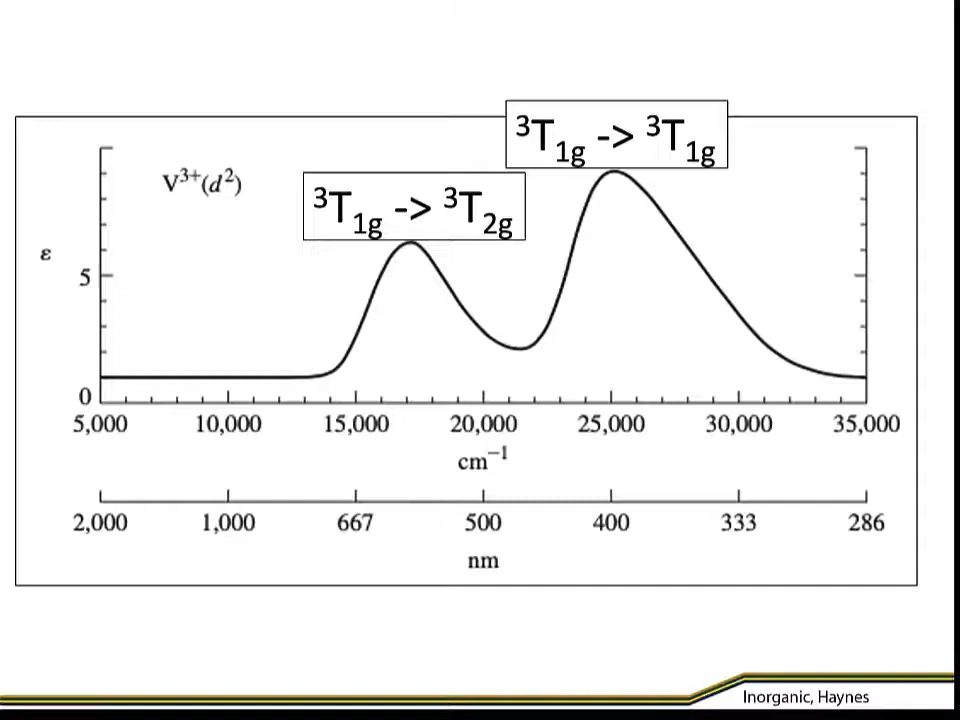 ³T₁g -> ³T₁g
V³⁺(d²)
³T₁g -> ³T₂g
ε
5
0
5,000 10,000 15,000 20,000 25,000 30,000 35,000
cm⁻¹
2,000 1,000 667 500 400 333 286
nm
Inorganic, Haynes